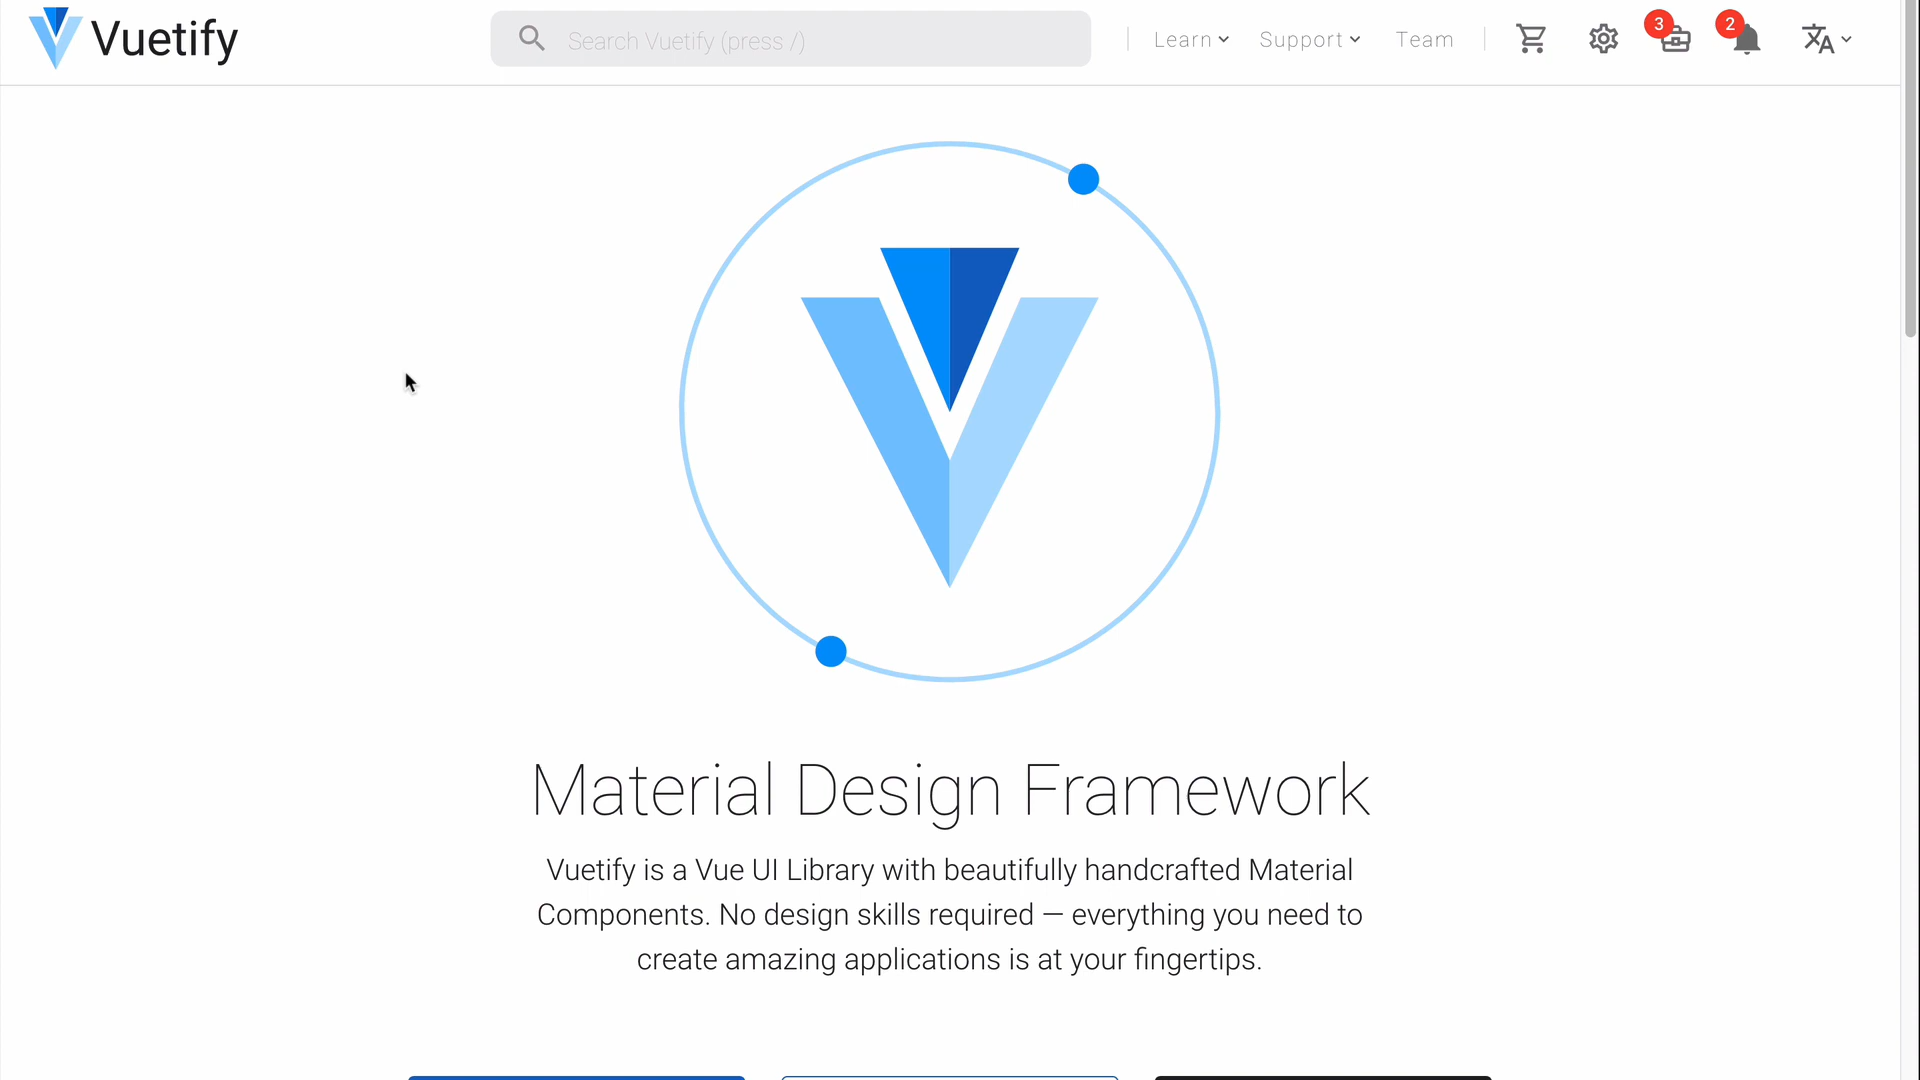 Vuetify
Search Vuetify (press /)
Learn
Support
Team
3
2
Material Design Framework
Vuetify is a Vue UI Library with beautifully handcrafted Material
Components. No design skills required — everything you need to
create amazing applications is at your fingertips.